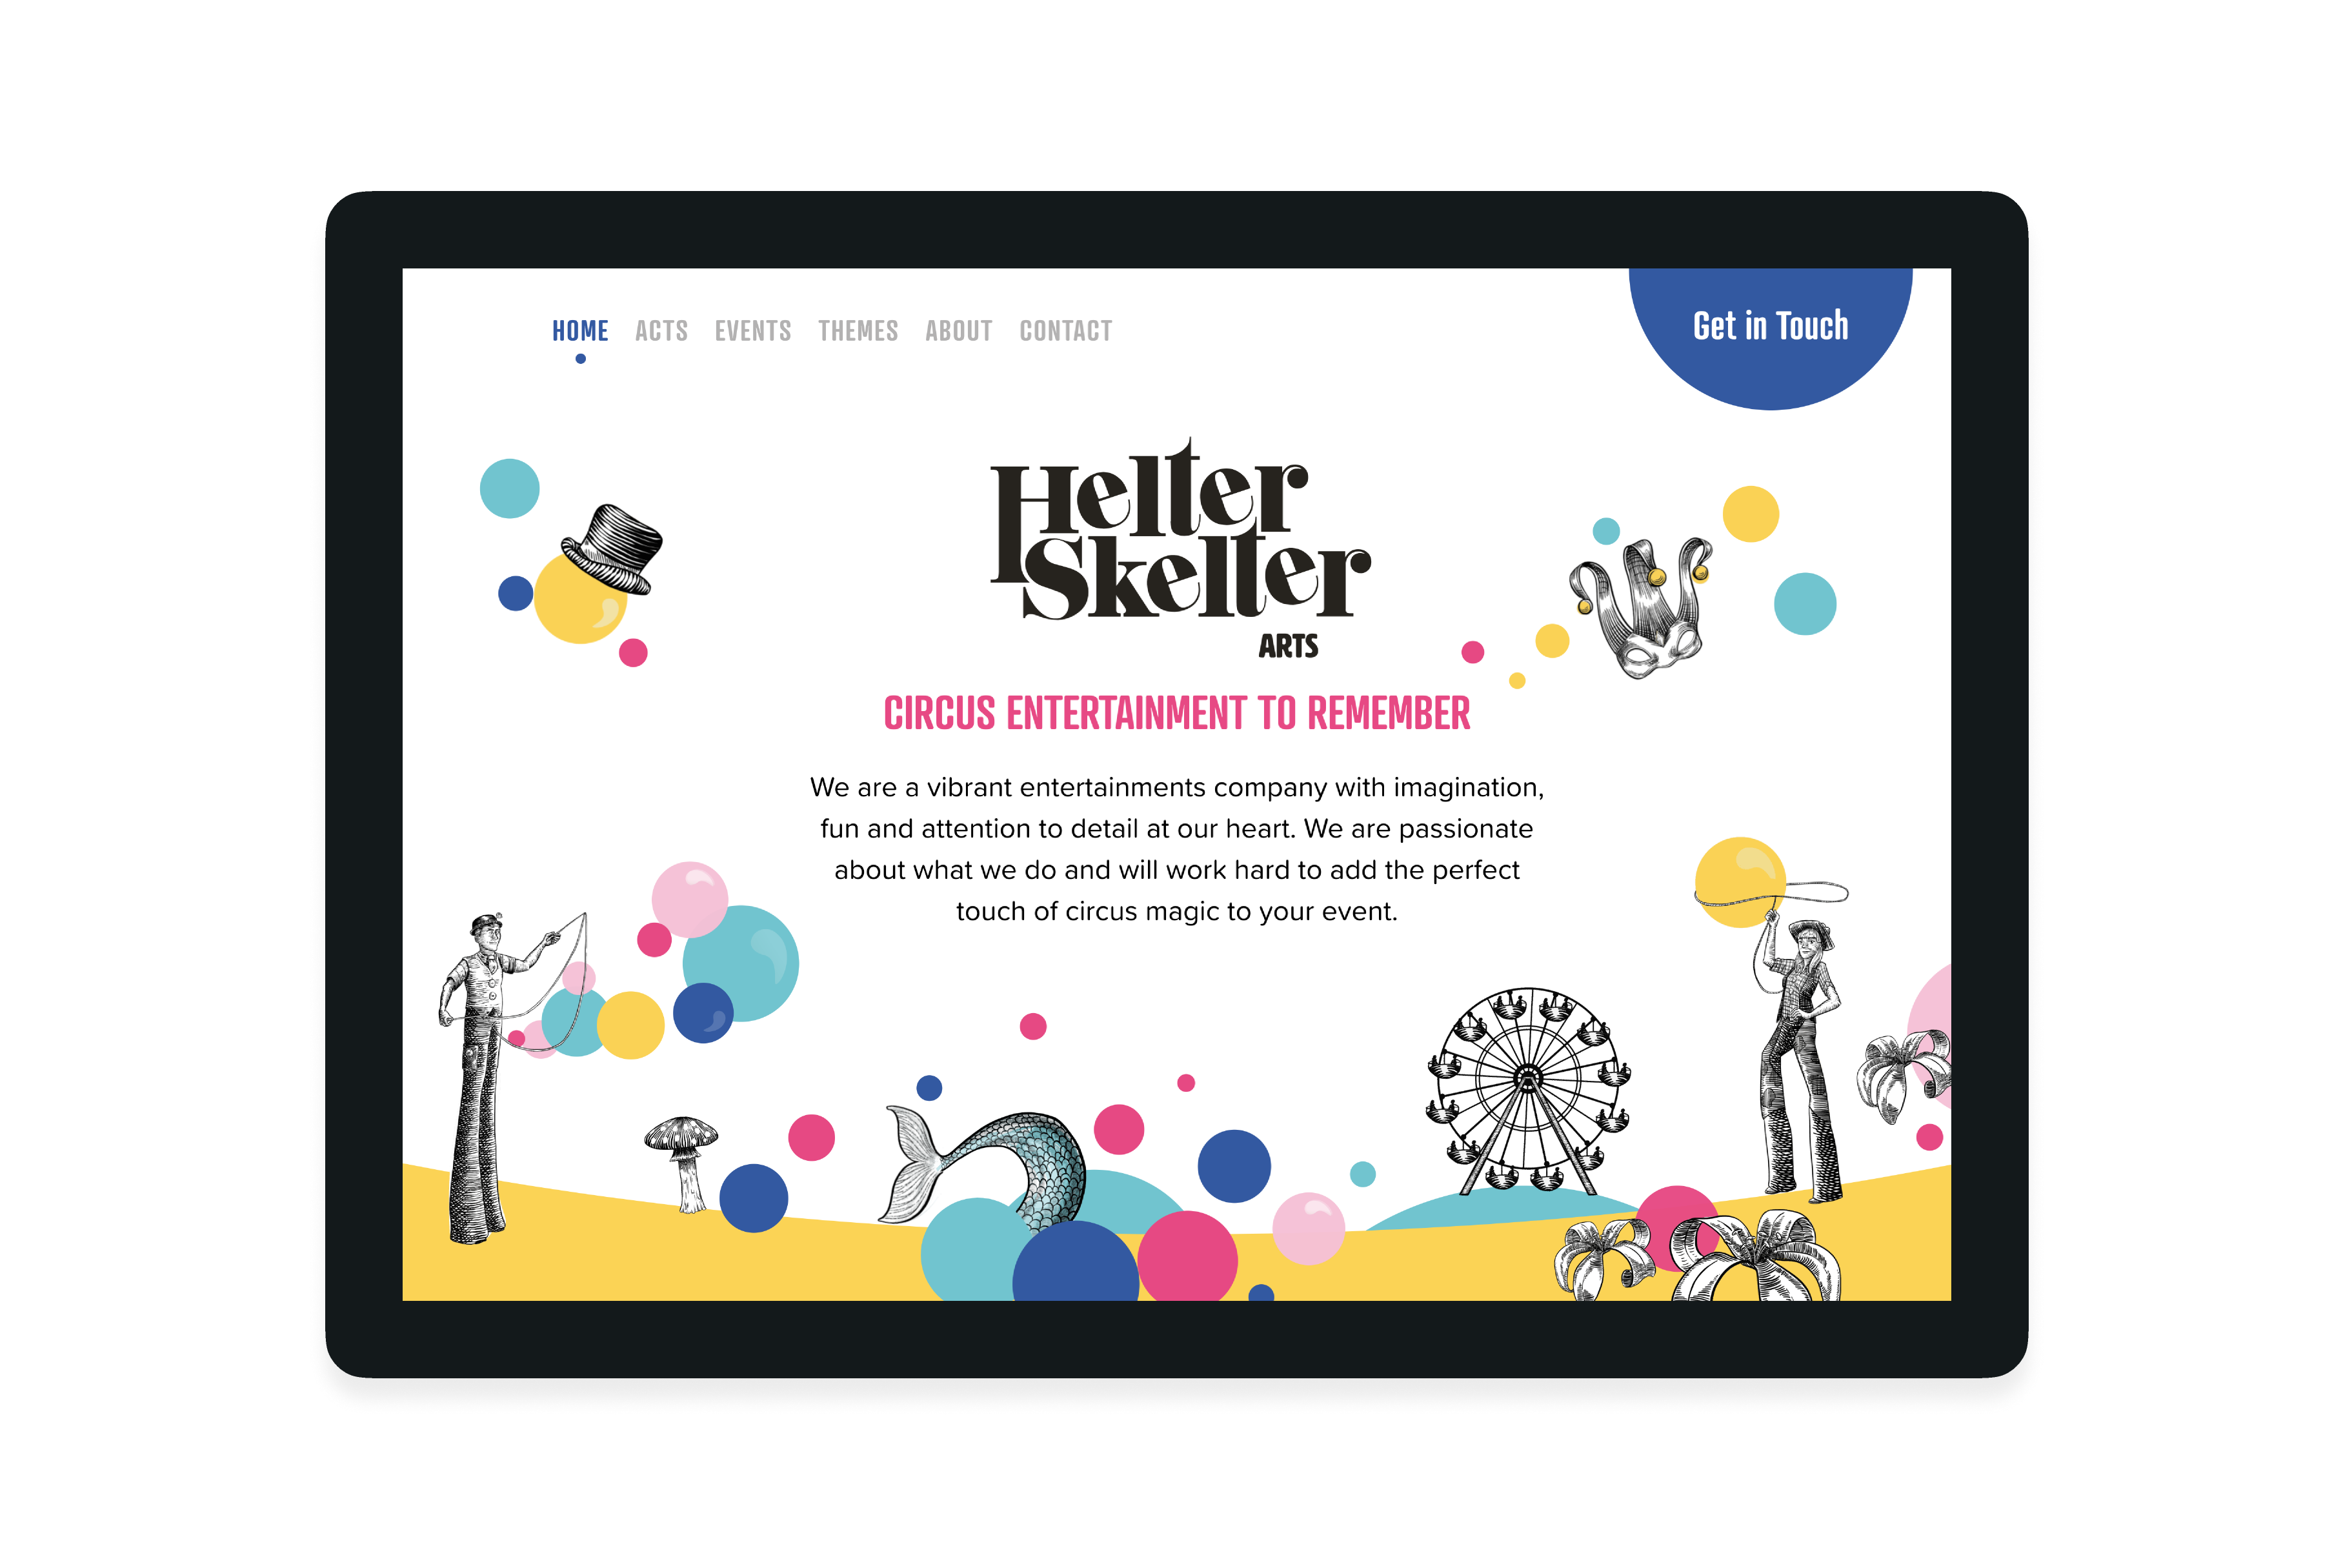 HOME ACTS EVENTS THEMES ABOUT CONTACT
Get in Touch
Helter
Skelter
ARTS
CIRCUS ENTERTAINMENT TO REMEMBER
We are a vibrant entertainments company with imagination,
fun and attention to detail at our heart. We are passionate
about what we do and will work hard to add the perfect
touch of circus magic to your event.